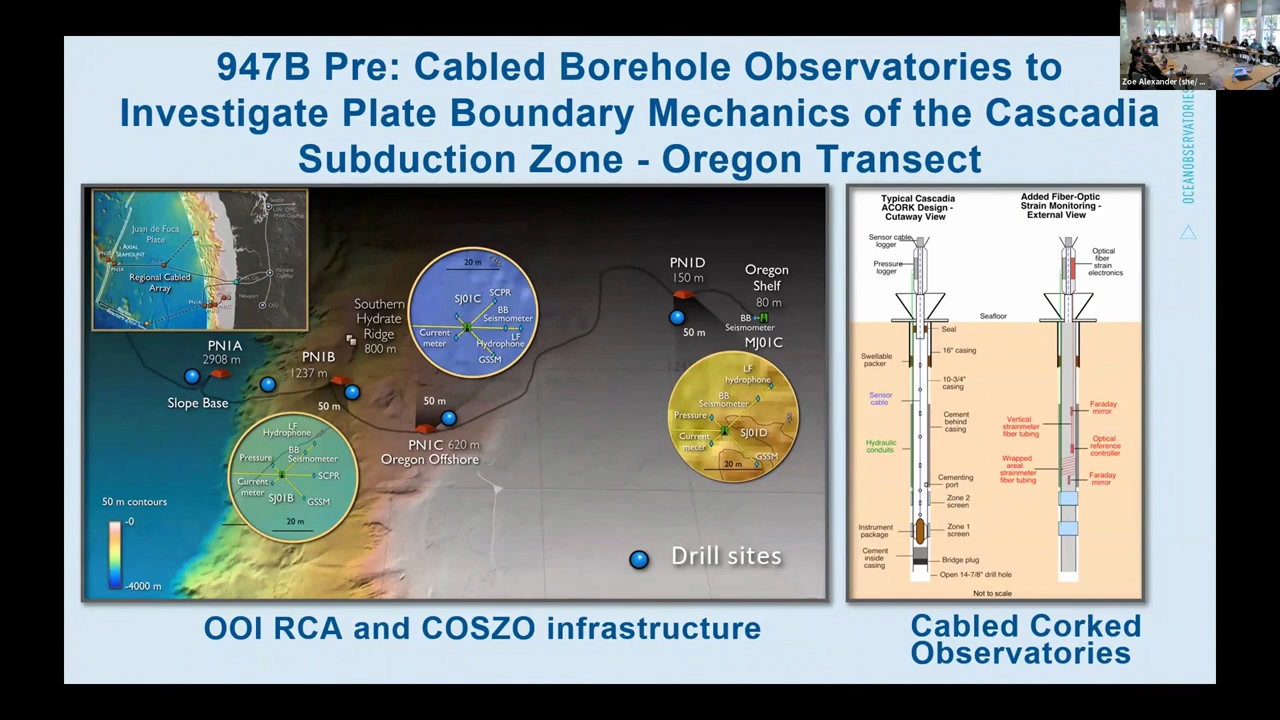 947B Pre: Cabled Borehole Observatories to
Investigate Plate Boundary Mechanics of the Cascadia
Subduction Zone - Oregon Transect
Zoe Alexander (she/ ...
OCEANOBSERVATORIES
Juan de Fuca
Plate
AXIAL
SEAMOUNT
Regional Cabled
Array
Newport
PN1A
2908 m
Slope Base
PN1B
1237 m
50 m
Southern
Hydrate
Ridge
800 m
20 m
SJ01C
SCPR
BB
Seismometer
Current
meter
LF
Hydrophone
GSSM
50 m
PN1C 620 m
Oregon Offshore
PN1D
150 m
50 m
Oregon
Shelf
80 m
BB
Seismometer
MJ01C
LF
hydrophone
BB
Seismometer
Pressure
SJ01D
Current
meter
GSSM
20 m
LF
Hydrophone
BB
Seismometer
Pressure
SCPR
Current
meter
SJ01B
GSSM
20 m
50 m contours
-0
-4000 m
Drill sites
OOI RCA and COSZO infrastructure
Typical Cascadia
ACORK Design -
Cutaway View
Added Fiber-Optic
Strain Monitoring -
External View
Sensor cable
logger
Pressure
logger
Optical
fiber
strain
electronics
Seafloor
Seal
16" casing
Swellable
packer
10-3/4"
casing
Sensor
cable
Cement
behind
casing
Hydraulic
conduits
Cementing
port
Zone 2
screen
Instrument
package
Zone 1
screen
Cement
inside
casing
Bridge plug
Open 14-7/8" drill hole
Vertical
strainmeter
fiber tubing
Faraday
mirror
Optical
reference
controller
Wrapped
areal
strainmeter
fiber tubing
Faraday
mirror
Not to scale
Cabled Corked
Observatories